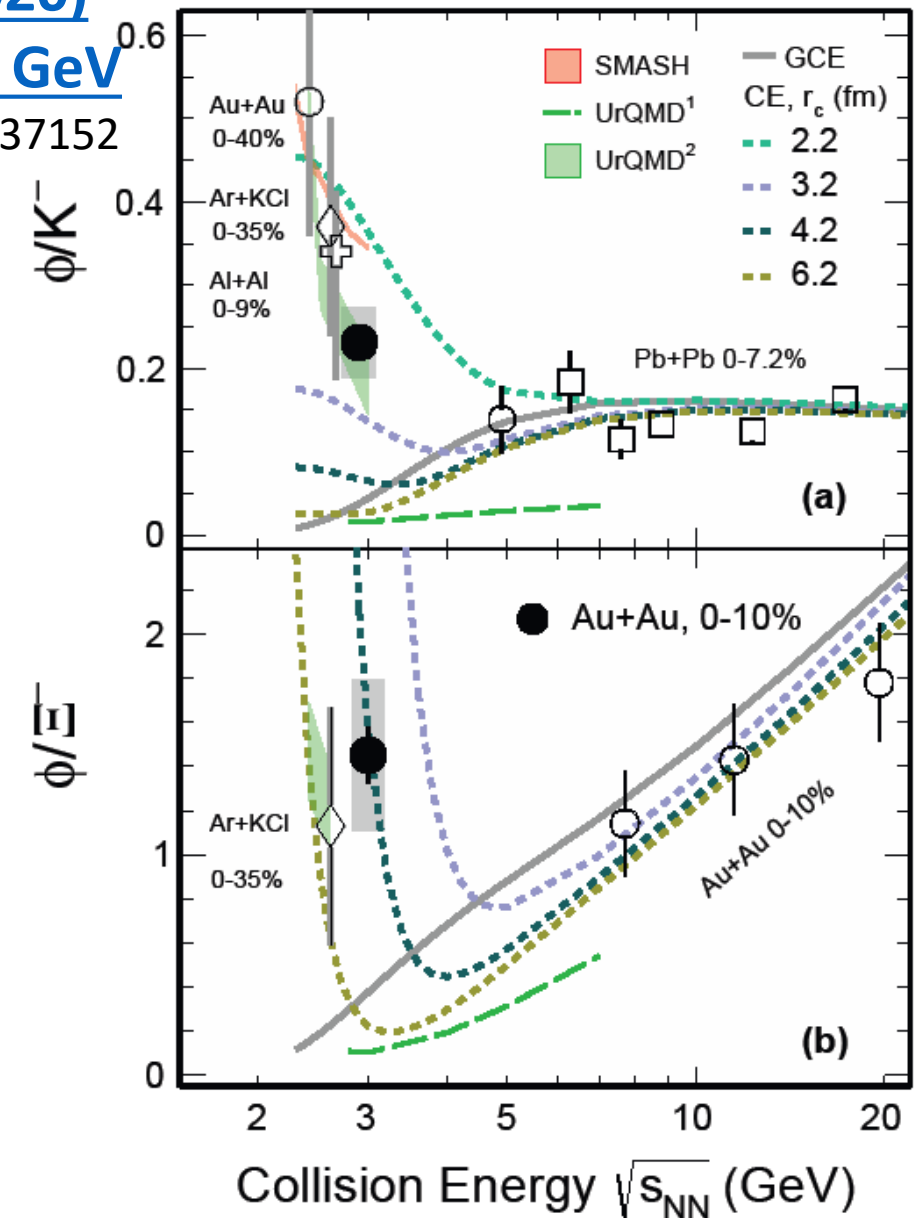 GeV
37152
0.6
0.4
0.2
0
ϕ/K⁻
SMASH
UrQMD¹
UrQMD²
GCE
CE, r_c (fm)
2.2
3.2
4.2
6.2
Au+Au
0-40%
Ar+KCl
0-35%
Al+Al
0-9%
Pb+Pb 0-7.2%
(a)
2
1
0
ϕ/Ξ⁻
Au+Au, 0-10%
Ar+KCl
0-35%
Au+Au 0-10%
(b)
2 3 5 10 20
Collision Energy √s_NN (GeV)